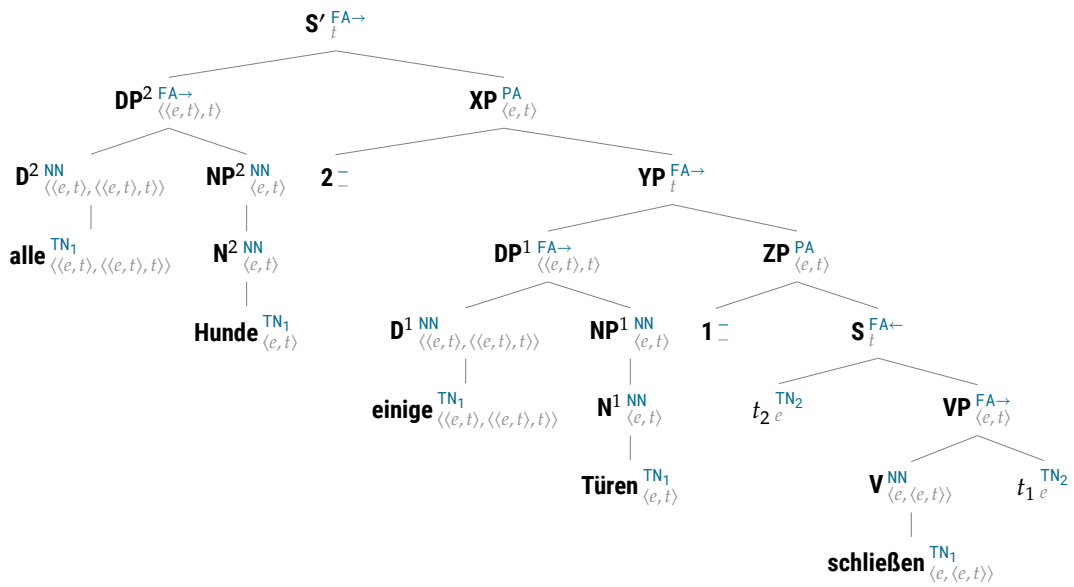 S′ FA→ t
DP² FA→ ⟨⟨e,t⟩,t⟩ XP PA ⟨e,t⟩
D² NN ⟨⟨e,t⟩,⟨⟨e,t⟩,t⟩⟩ NP² NN ⟨e,t⟩ 2 – – YP FA→ t
alle TN₁ ⟨⟨e,t⟩,⟨⟨e,t⟩,t⟩⟩ N² NN ⟨e,t⟩ DP¹ FA→ ⟨⟨e,t⟩,t⟩ ZP PA ⟨e,t⟩
Hunde TN₁ ⟨e,t⟩ D¹ NN ⟨⟨e,t⟩,⟨⟨e,t⟩,t⟩⟩ NP¹ NN ⟨e,t⟩ 1 – – S FA← t
einige TN₁ ⟨⟨e,t⟩,⟨⟨e,t⟩,t⟩⟩ N¹ NN ⟨e,t⟩ t₂ TN₂ e VP FA→ ⟨e,t⟩
Türen TN₁ ⟨e,t⟩ V NN ⟨e,⟨e,t⟩⟩ t₁ TN₂ e
schließen TN₁ ⟨e,⟨e,t⟩⟩